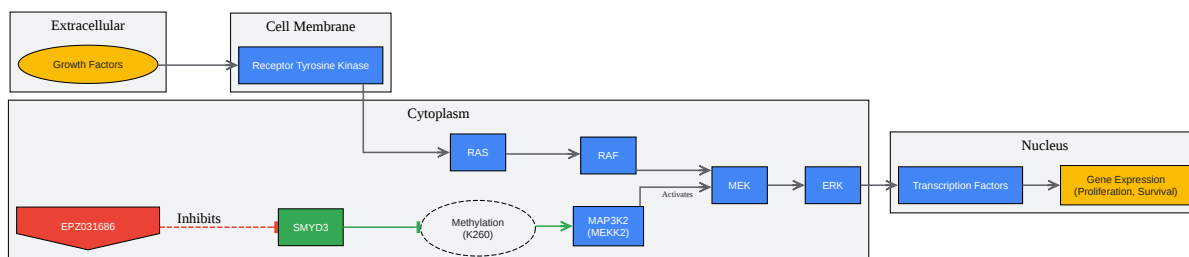 Extracellular
Growth Factors
Cell Membrane
Receptor Tyrosine Kinase
Cytoplasm
RAS
RAF
MEK
ERK
Activates
EPZ031686
Inhibits
SMYD3
Methylation
(K260)
MAP3K2
(MEKK2)
Nucleus
Transcription Factors
Gene Expression
(Proliferation, Survival)